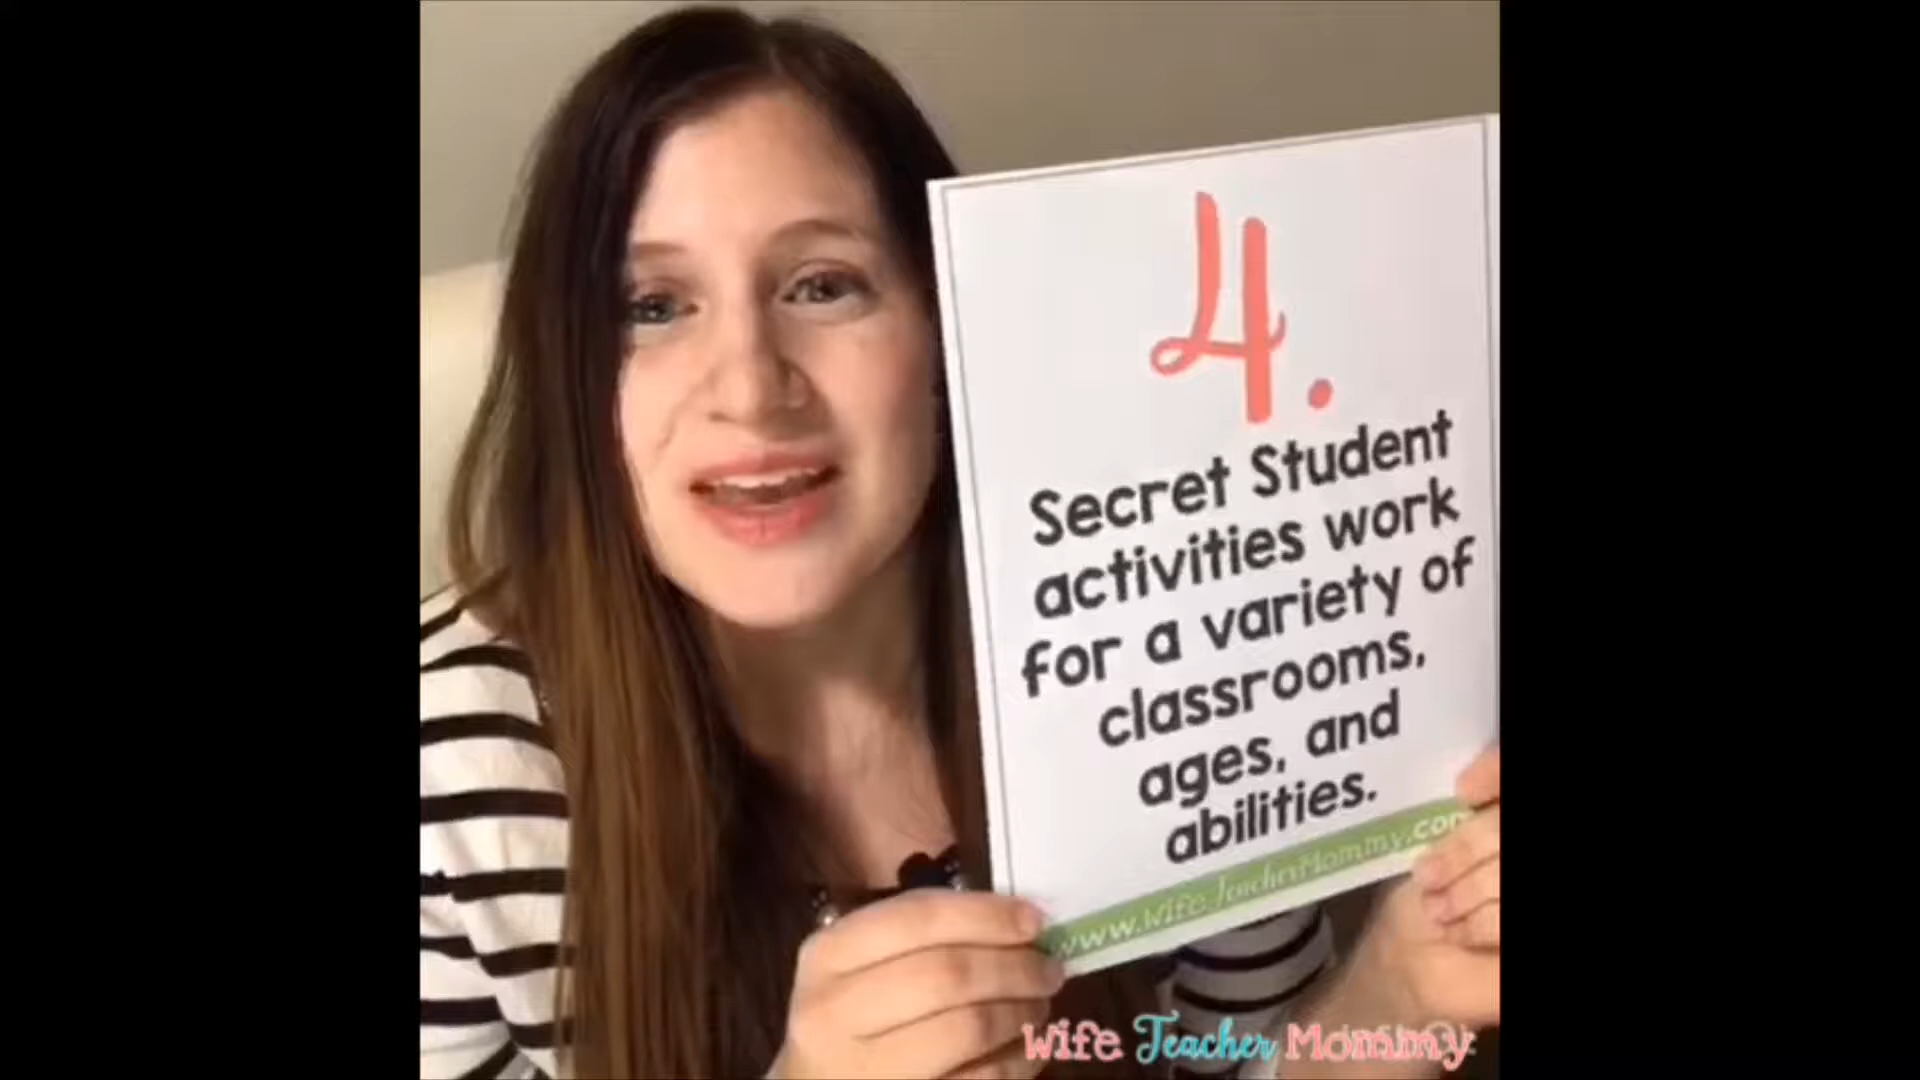 4.
Secret Student
activities work
for a variety of
classrooms,
ages, and
abilities.
www.WifeTeacherMommy.com
Wife Teacher Mommy